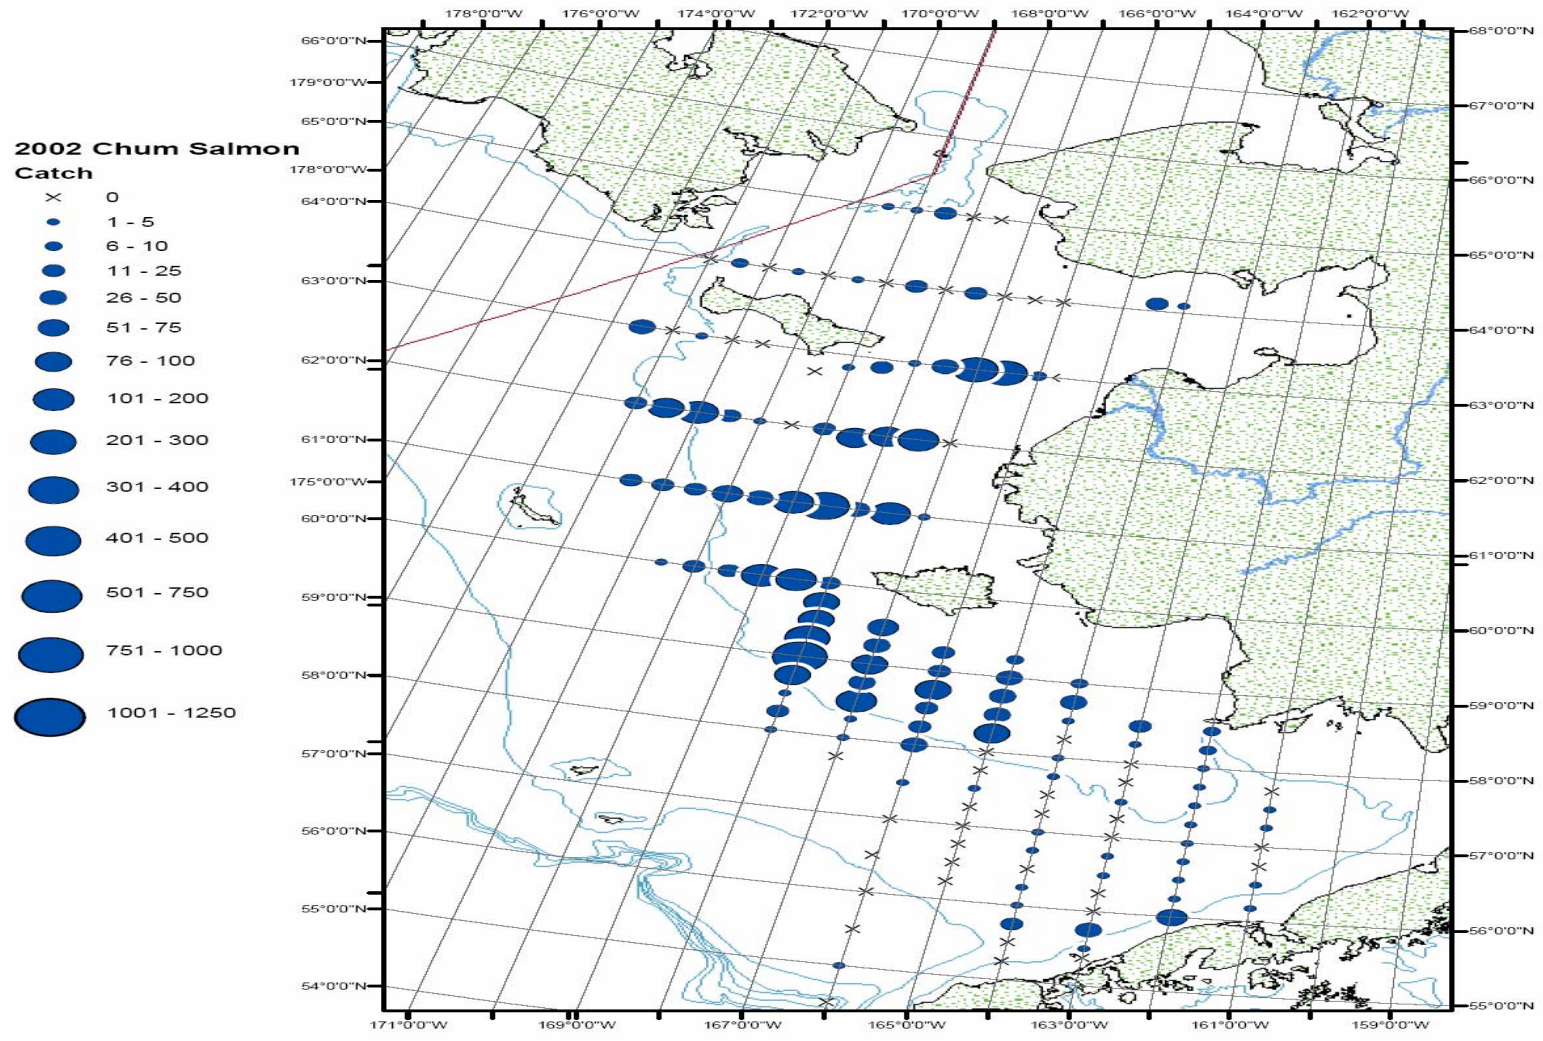 178°0'0"W 176°0'0"W 174°0'0"W 172°0'0"W 170°0'0"W 168°0'0"W 166°0'0"W 164°0'0"W 162°0'0"W
66°0'0"N 68°0'0"N
179°0'0"W 67°0'0"N
65°0'0"N
2002 Chum Salmon
Catch
178°0'0"W 66°0'0"N
0
64°0'0"N
1 - 5
6 - 10 65°0'0"N
11 - 25 63°0'0"N
26 - 50
51 - 75 64°0'0"N
76 - 100 62°0'0"N
101 - 200 63°0'0"N
201 - 300 61°0'0"N
301 - 400 175°0'0"W 62°0'0"N
60°0'0"N
401 - 500 61°0'0"N
501 - 750 59°0'0"N
60°0'0"N
751 - 1000
58°0'0"N
1001 - 1250 59°0'0"N
57°0'0"N
58°0'0"N
56°0'0"N
57°0'0"N
55°0'0"N
56°0'0"N
54°0'0"N
55°0'0"N
171°0'0"W 169°0'0"W 167°0'0"W 165°0'0"W 163°0'0"W 161°0'0"W 159°0'0"W